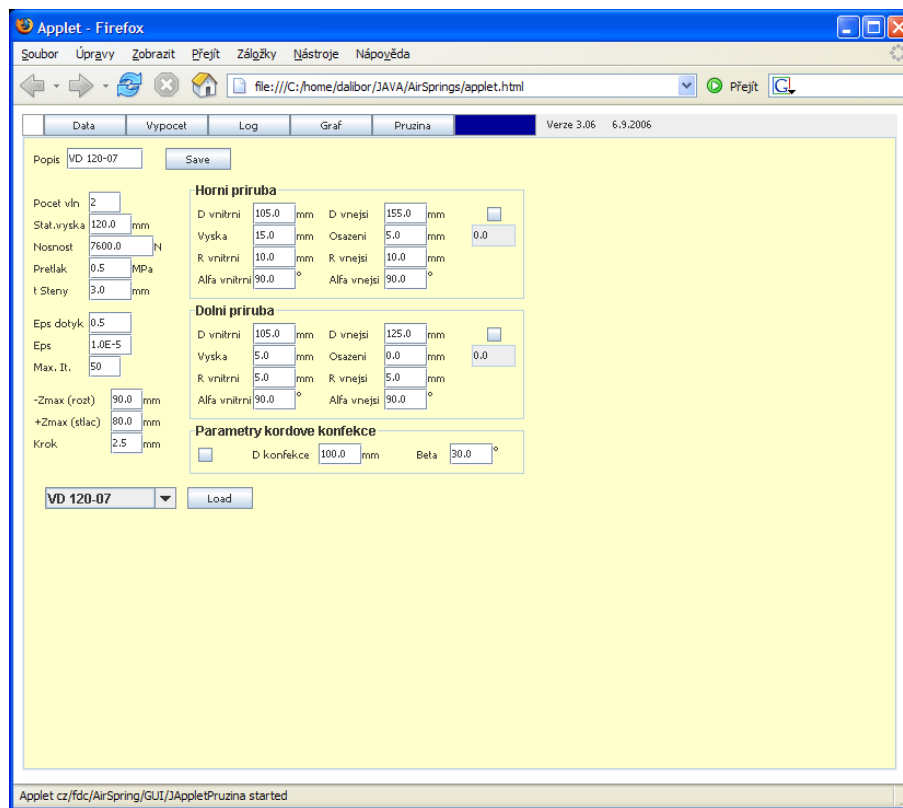 Applet - Firefox
Soubor Úpravy Zobrazit Přejít Záložky Nástroje Nápověda
file:///C:/home/dalibor/JAVA/AirSprings/applet.html Přejít G
Data Vypocet Log Graf Pruzina Verze 3.06 6.9.2006
Popis VD 120-07 Save
Pocet vln 2
Stat.vyska 120.0 mm
Nosnost 7600.0 N
Pretlak 0.5 MPa
t Steny 3.0 mm
Eps dotyk 0.5
Eps 1.0E-5
Max. It. 50
-Zmax (rozt) 90.0 mm
+Zmax (stlac) 80.0 mm
Krok 2.5 mm
Horni priruba
D vnitrni 105.0 mm D vnejsi 155.0 mm
Vyska 15.0 mm Osazeni 5.0 mm 0.0
R vnitrni 10.0 mm R vnejsi 10.0 mm
Alfa vnitrni 90.0 ° Alfa vnejsi 90.0 °
Dolni priruba
D vnitrni 105.0 mm D vnejsi 125.0 mm
Vyska 5.0 mm Osazeni 0.0 mm 0.0
R vnitrni 5.0 mm R vnejsi 5.0 mm
Alfa vnitrni 90.0 ° Alfa vnejsi 90.0 °
Parametry kordove konfekce
D konfekce 100.0 mm Beta 30.0 °
VD 120-07 Load
Applet cz/fdc/AirSpring/GUI/JAppletPruzina started